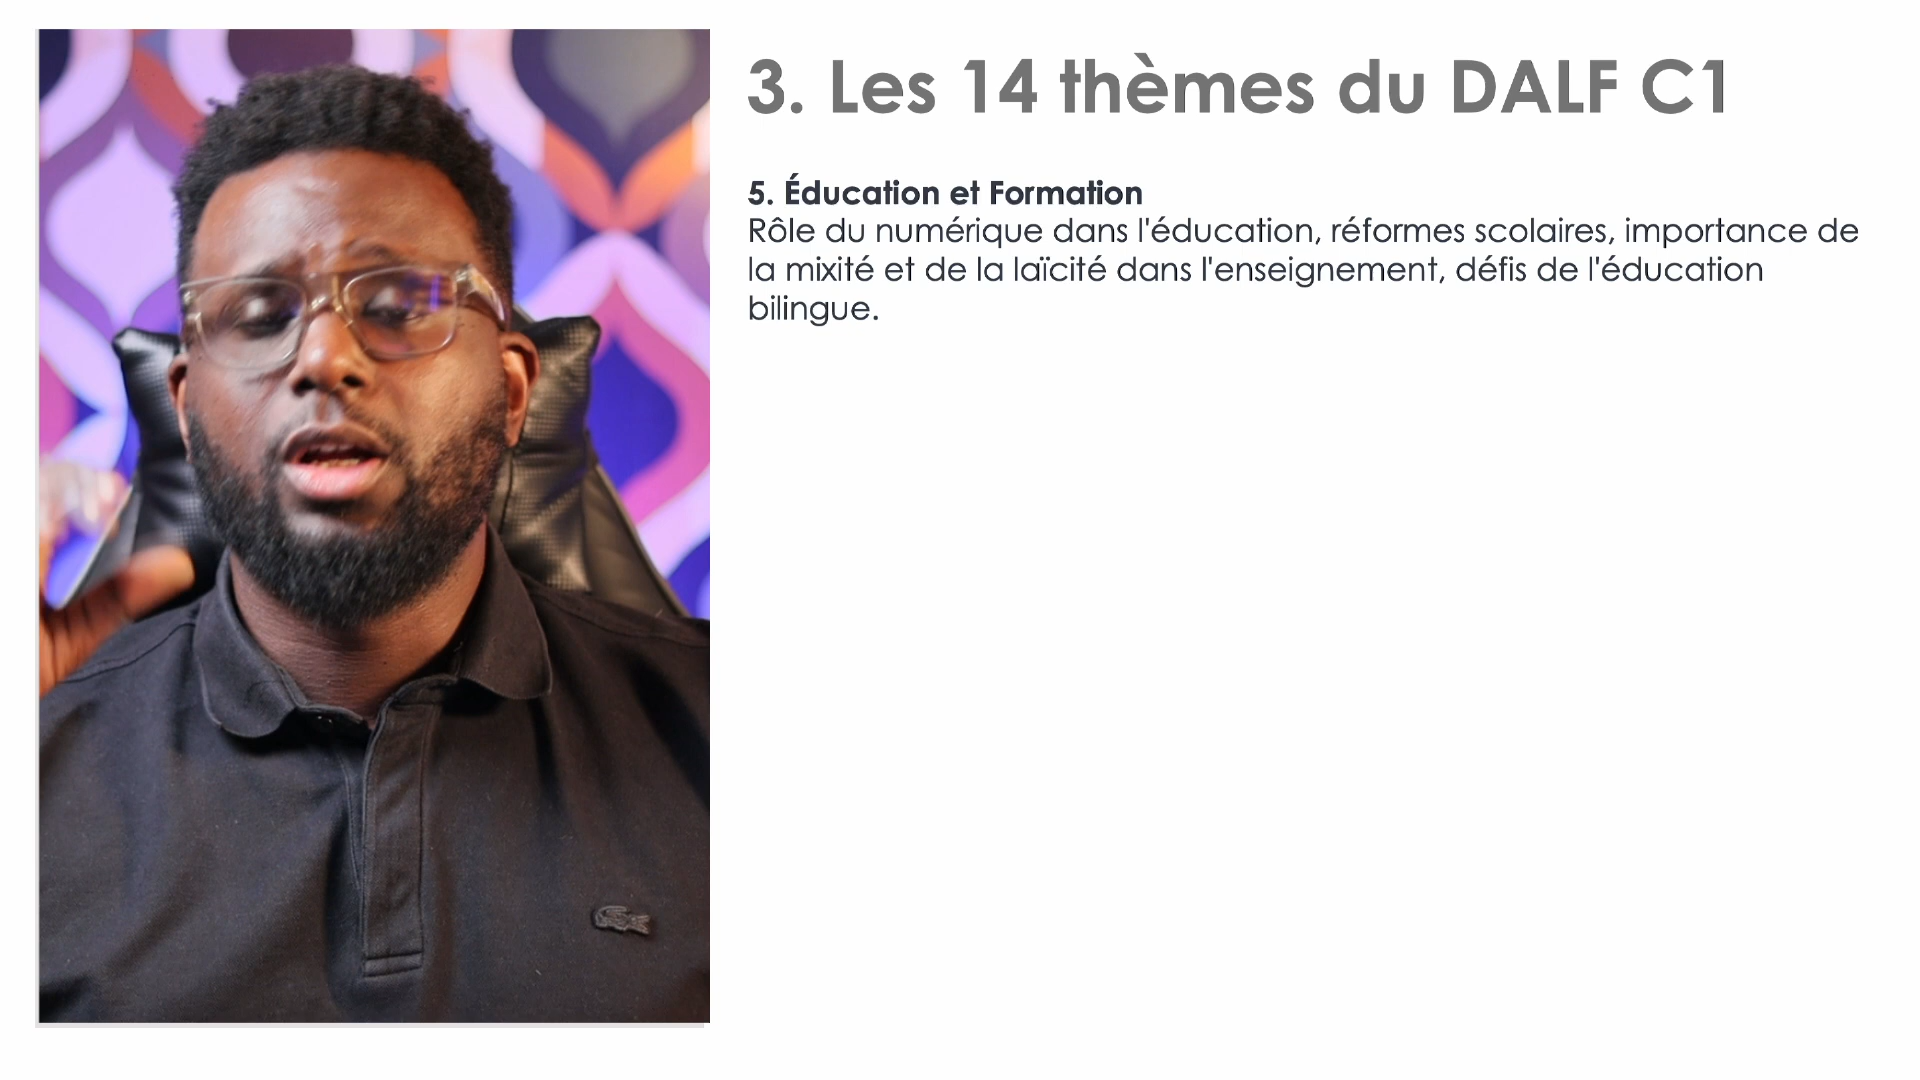 3. Les 14 thèmes du DALF C1
5. Éducation et Formation
Rôle du numérique dans l'éducation, réformes scolaires, importance de
la mixité et de la laïcité dans l'enseignement, défis de l'éducation
bilingue.